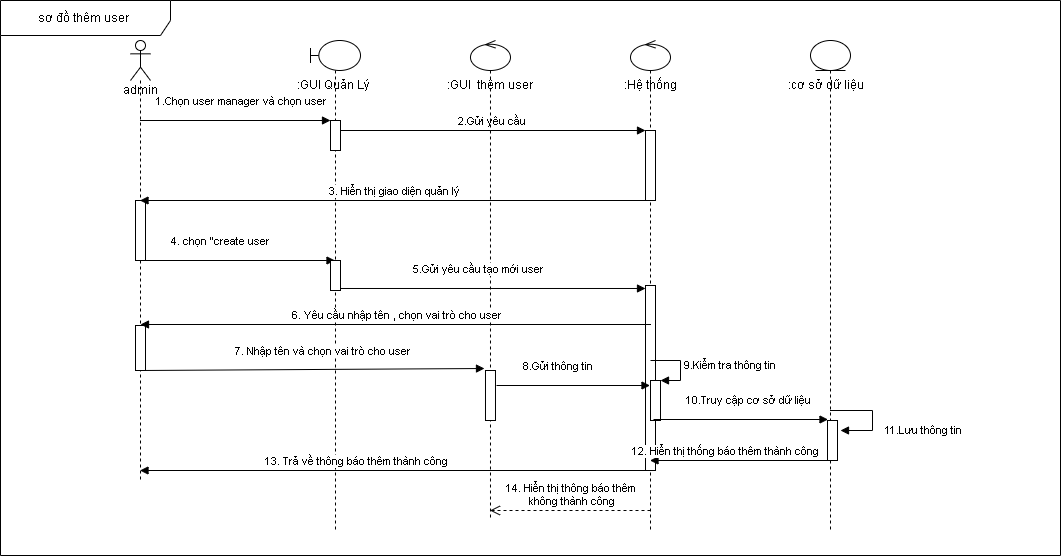 sơ đồ thêm user
admin
:GUI Quản Lý
:GUI thêm user
:Hệ thống
:cơ sở dữ liệu
1.Chọn user manager và chọn user
2.Gửi yêu cầu
3. Hiển thị giao diện quản lý
4. chọn "create user
5.Gửi yêu cầu tạo mới user
6. Yêu cầu nhập tên , chọn vai trò cho user
7. Nhập tên và chọn vai trò cho user
8.Gửi thông tin
9.Kiểm tra thông tin
10.Truy cập cơ sở dữ liệu
11.Lưu thông tin
12. Hiển thị thống báo thêm thành công
13. Trả về thông báo thêm thành công
14. Hiển thị thông báo thêm
không thành công